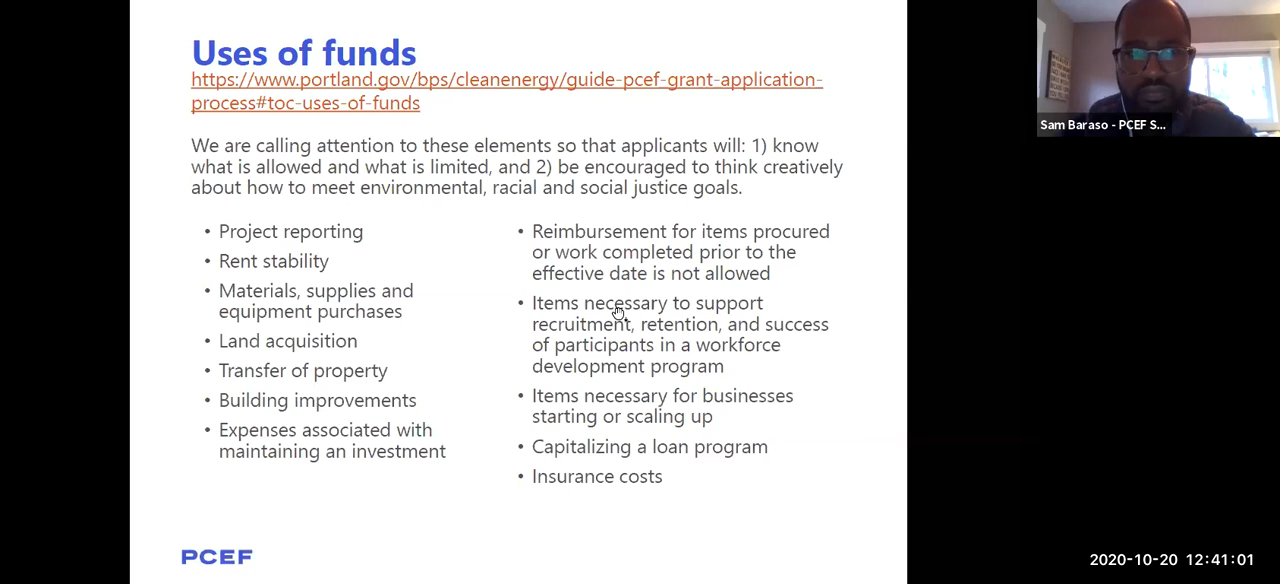 Uses of funds
https://www.portland.gov/bps/cleanenergy/guide-pcef-grant-application-
process#toc-uses-of-funds
We are calling attention to these elements so that applicants will: 1) know
what is allowed and what is limited, and 2) be encouraged to think creatively
about how to meet environmental, racial and social justice goals.
• Project reporting
• Rent stability
• Materials, supplies and
equipment purchases
• Land acquisition
• Transfer of property
• Building improvements
• Expenses associated with
maintaining an investment
• Reimbursement for items procured
or work completed prior to the
effective date is not allowed
• Items necessary to support
recruitment, retention, and success
of participants in a workforce
development program
• Items necessary for businesses
starting or scaling up
• Capitalizing a loan program
• Insurance costs
PCEF
Sam Baraso - PCEF S...
2020-10-20 12:41:01